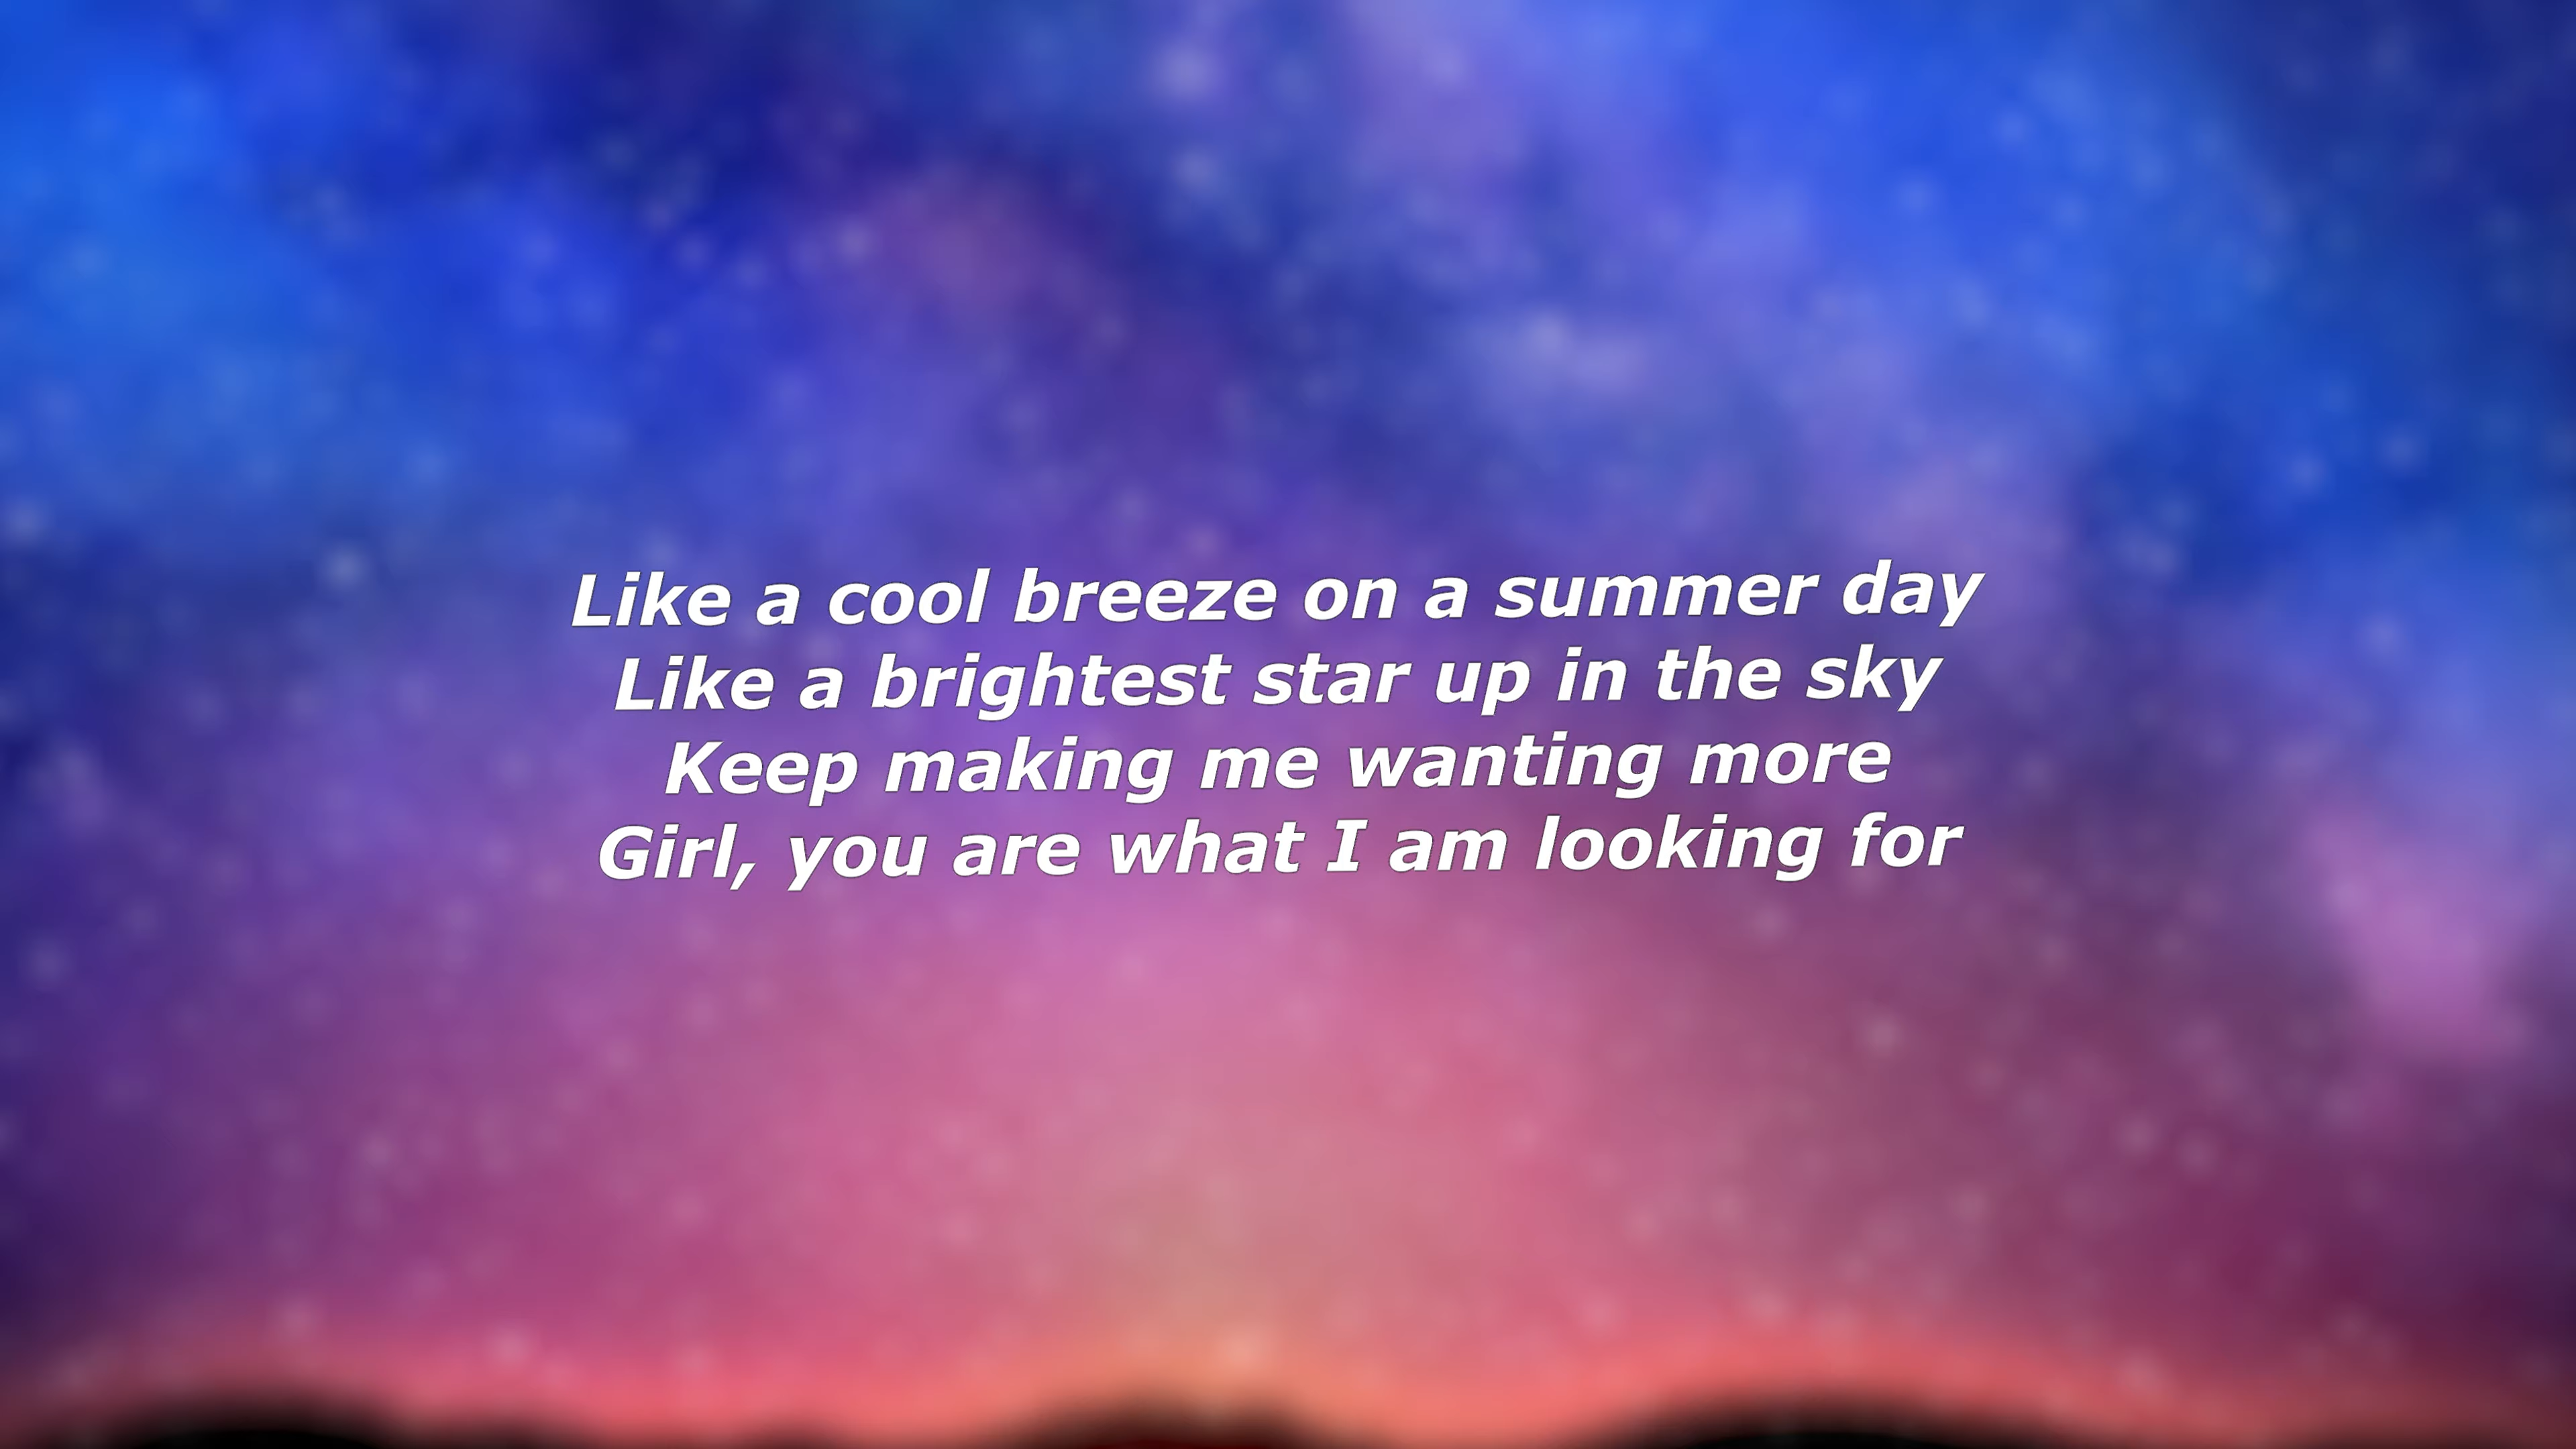 Like a cool breeze on a summer day
Like a brightest star up in the sky
Keep making me wanting more
Girl, you are what I am looking for